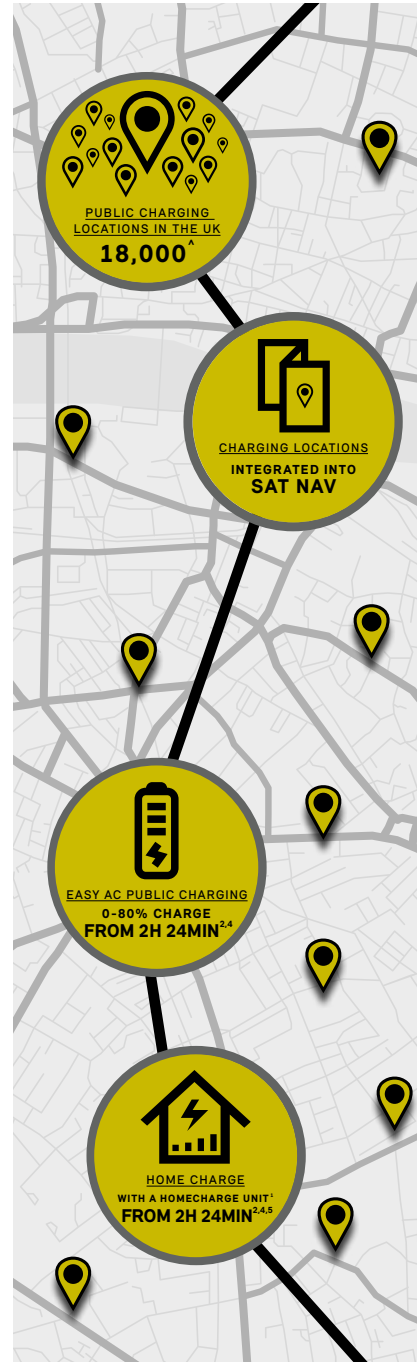 PUBLIC CHARGING
LOCATIONS IN THE UK
18,000^
CHARGING LOCATIONS
INTEGRATED INTO
SAT NAV
EASY AC PUBLIC CHARGING
0-80% CHARGE
FROM 2H 24MIN2,4
HOME CHARGE
WITH A HOMECHARGE UNIT1
FROM 2H 24MIN2,4,5